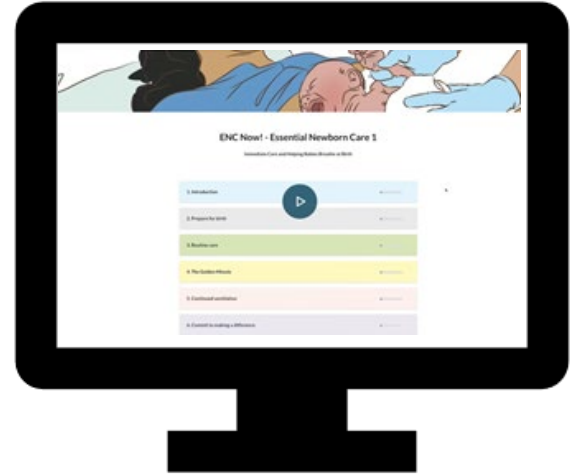 ENC Now! - Essential Newborn Care 1
Immediate Care and Helping Babies Breathe at Birth
1. Introduction
2. Prepare for birth
3. Routine care
4. The Golden Minute
5. Continued ventilation
6. Commit to making a difference